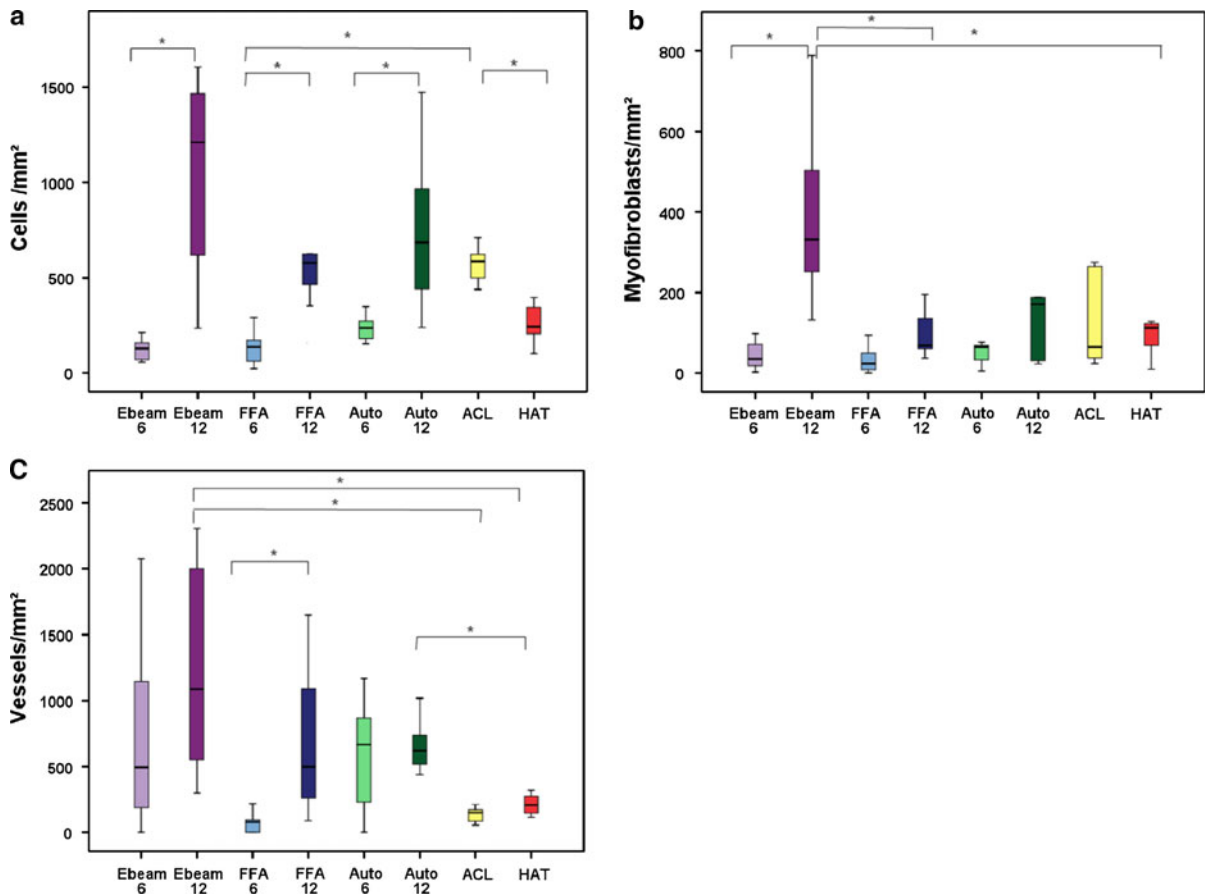 a
*
* * * *
1500
1000
500
0
Cells /mm²
Ebeam 6 Ebeam 12 FFA 6 FFA 12 Auto 6 Auto 12 ACL HAT
b
*
* *
800
600
400
200
0
Myofibroblasts/mm²
Ebeam 6 Ebeam 12 FFA 6 FFA 12 Auto 6 Auto 12 ACL HAT
C
*
*
*
*
2500
2000
1500
1000
500
0
Vessels/mm²
Ebeam 6 Ebeam 12 FFA 6 FFA 12 Auto 6 Auto 12 ACL HAT